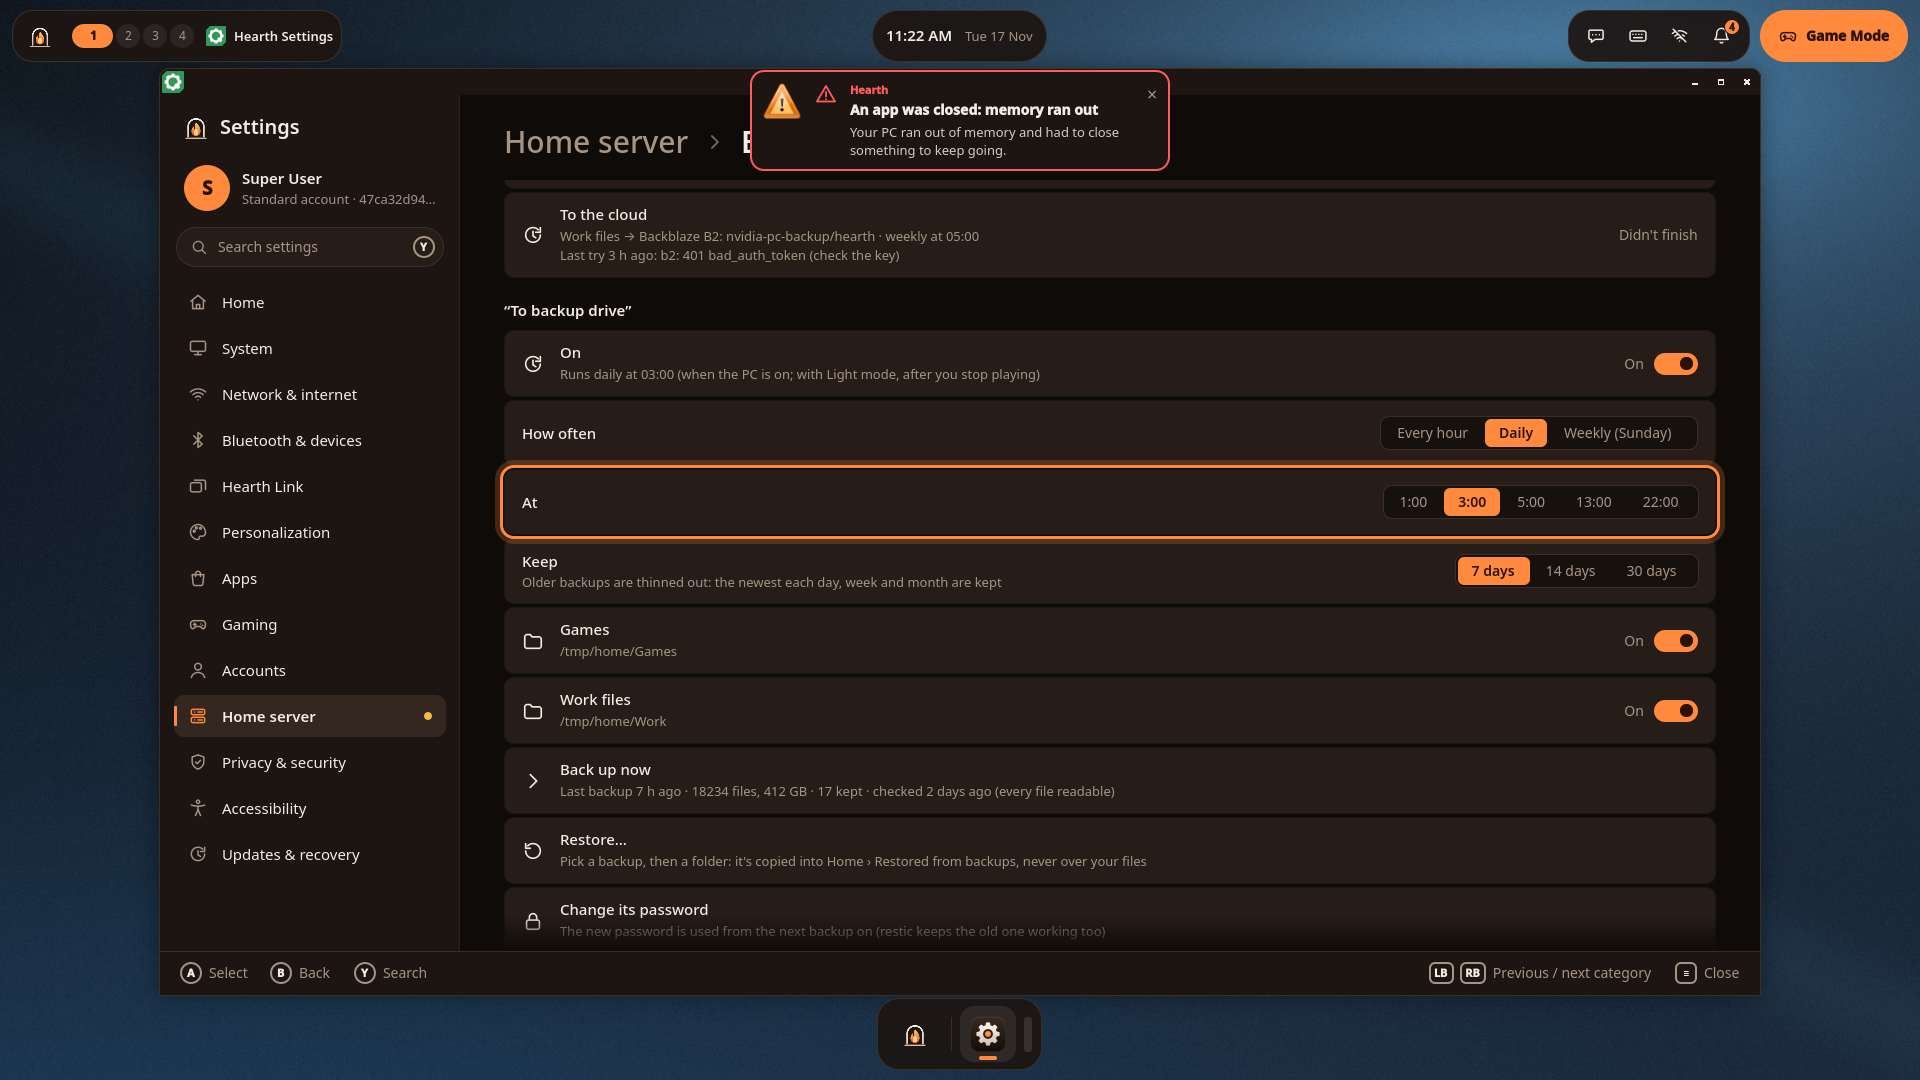 1 2 3 4 Hearth Settings
11:22 AM Tue 17 Nov
4
Game Mode
Hearth
An app was closed: memory ran out
Your PC ran out of memory and had to close
something to keep going.
Settings
S
Super User
Standard account · 47ca32d94...
Search settings Y
Home
System
Network & internet
Bluetooth & devices
Hearth Link
Personalization
Apps
Gaming
Accounts
Home server
Privacy & security
Accessibility
Updates & recovery
Home server
To the cloud
Work files → Backblaze B2: nvidia-pc-backup/hearth · weekly at 05:00
Last try 3 h ago: b2: 401 bad_auth_token (check the key)
Didn't finish
“To backup drive”
On
Runs daily at 03:00 (when the PC is on; with Light mode, after you stop playing)
On
How often
Every hour Daily Weekly (Sunday)
At
1:00 3:00 5:00 13:00 22:00
Keep
Older backups are thinned out: the newest each day, week and month are kept
7 days 14 days 30 days
Games
/tmp/home/Games
On
Work files
/tmp/home/Work
On
Back up now
Last backup 7 h ago · 18234 files, 412 GB · 17 kept · checked 2 days ago (every file readable)
Restore...
Pick a backup, then a folder: it's copied into Home › Restored from backups, never over your files
Change its password
The new password is used from the next backup on (restic keeps the old one working too)
A Select B Back Y Search
LB RB Previous / next category ≡ Close